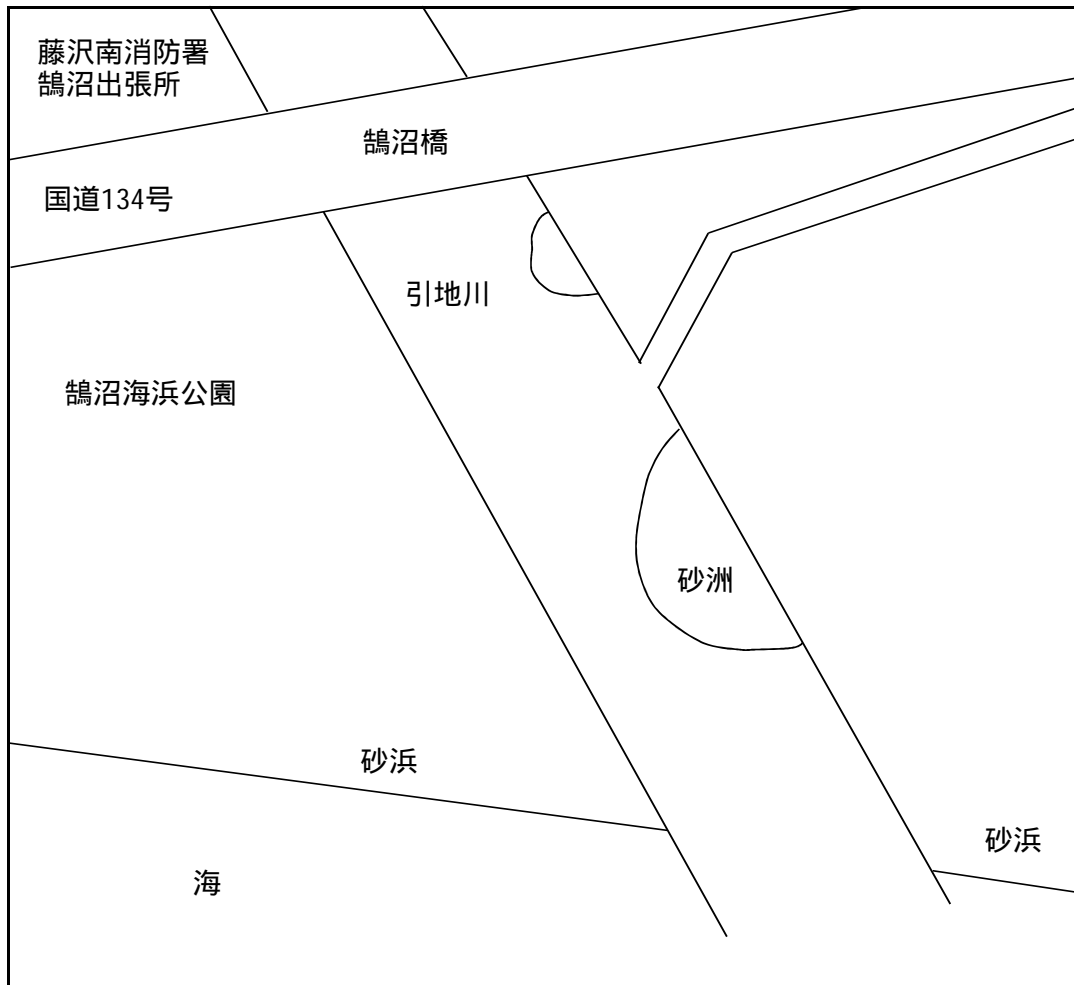 藤沢南消防署
鵠沼出張所
鵠沼橋
国道134号
引地川
鵠沼海浜公園
砂洲
砂浜
砂浜
海